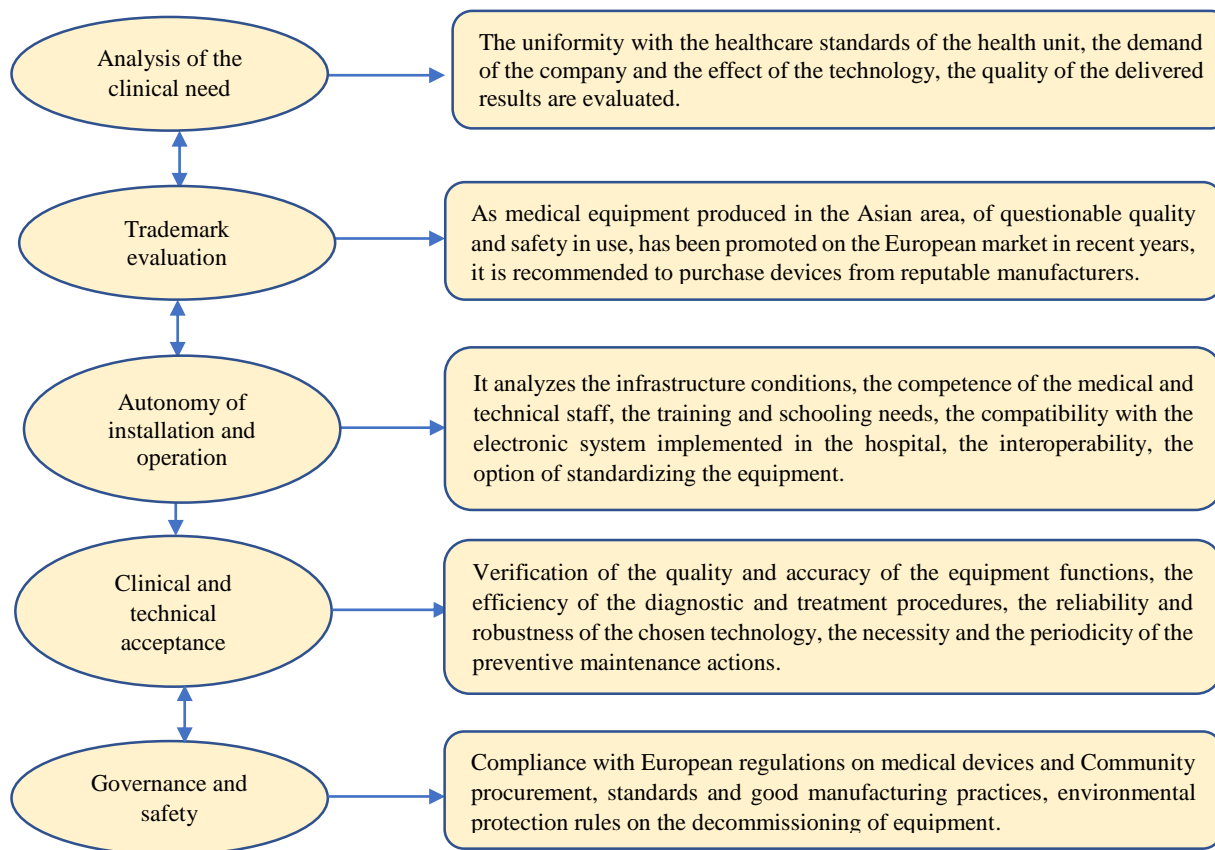 Analysis of the
clinical need
The uniformity with the healthcare standards of the health unit, the demand
of the company and the effect of the technology, the quality of the delivered
results are evaluated.
Trademark
evaluation
As medical equipment produced in the Asian area, of questionable quality
and safety in use, has been promoted on the European market in recent years,
it is recommended to purchase devices from reputable manufacturers.
Autonomy of
installation and
operation
It analyzes the infrastructure conditions, the competence of the medical and
technical staff, the training and schooling needs, the compatibility with the
electronic system implemented in the hospital, the interoperability, the
option of standardizing the equipment.
Clinical and
technical
acceptance
Verification of the quality and accuracy of the equipment functions, the
efficiency of the diagnostic and treatment procedures, the reliability and
robustness of the chosen technology, the necessity and the periodicity of the
preventive maintenance actions.
Governance and
safety
Compliance with European regulations on medical devices and Community
procurement, standards and good manufacturing practices, environmental
protection rules on the decommissioning of equipment.